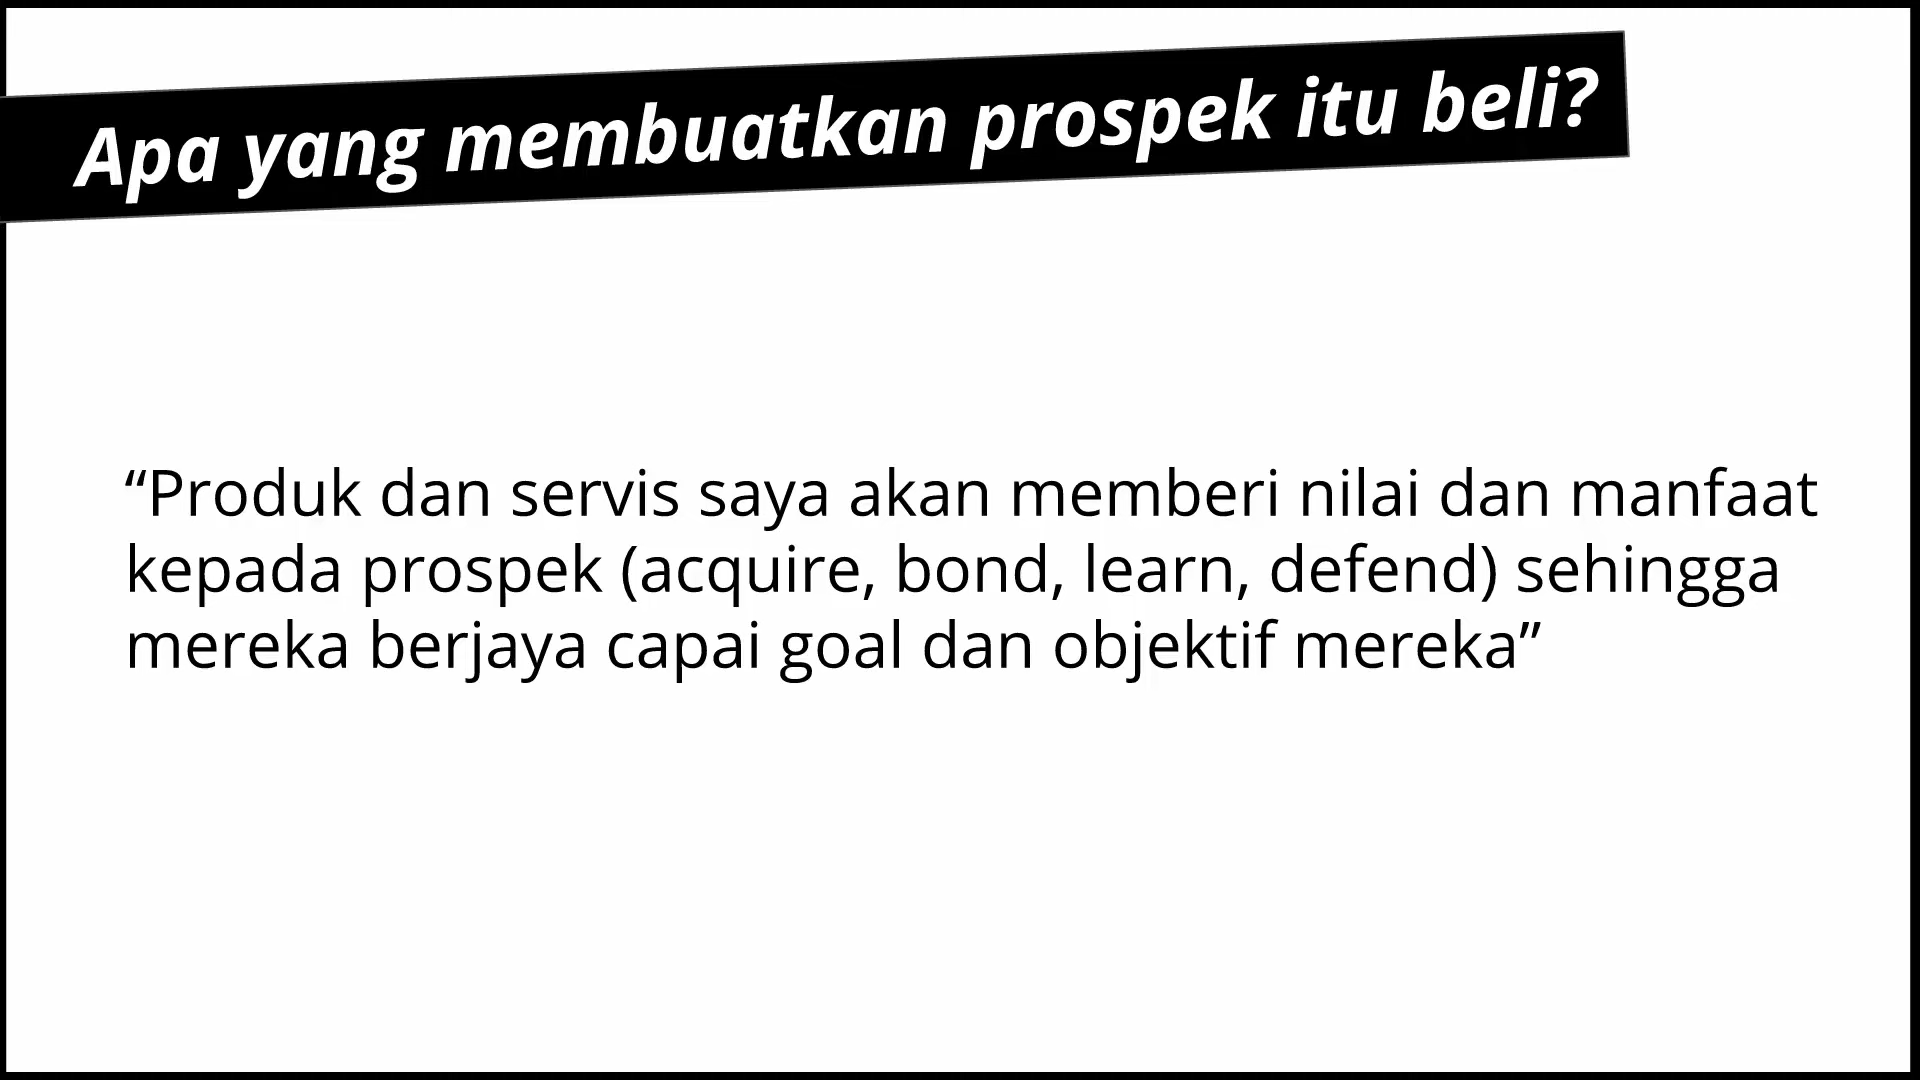 Apa yang membuatkan prospek itu beli?
“Produk dan servis saya akan memberi nilai dan manfaat
kepada prospek (acquire, bond, learn, defend) sehingga
mereka berjaya capai goal dan objektif mereka”